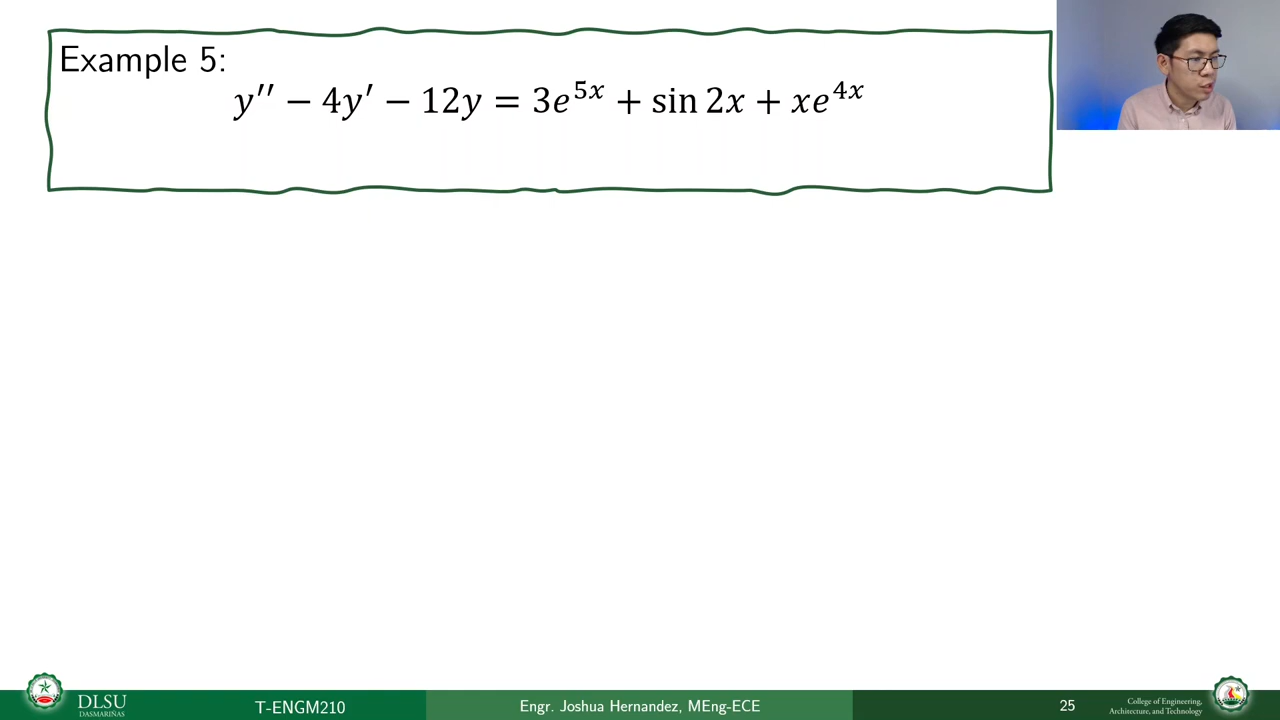 Example 5:
y′′ − 4y′ − 12y = 3e^{5x} + sin 2x + xe^{4x}
DLSU
DASMARIÑAS
T-ENGM210
Engr. Joshua Hernandez, MEng-ECE
25
College of Engineering,
Architecture, and Technology